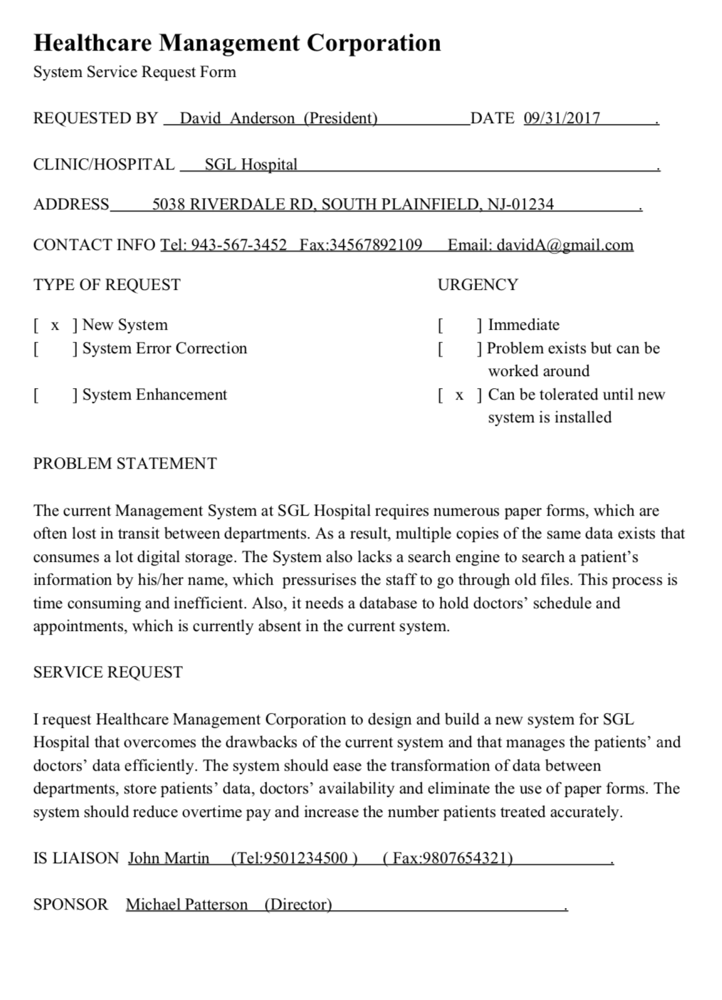 Healthcare Management Corporation
System Service Request Form
REQUESTED BY __David Anderson (President)___________DATE 09/31/2017______.
CLINIC/HOSPITAL ___SGL Hospital__________________________________________.
ADDRESS_____5038 RIVERDALE RD, SOUTH PLAINFIELD, NJ-01234__________.
CONTACT INFO Tel: 943-567-3452 Fax:34567892109 Email: davidA@gmail.com
TYPE OF REQUEST URGENCY
[ x ] New System [ ] Immediate
[ ] System Error Correction [ ] Problem exists but can be
worked around
[ ] System Enhancement [ x ] Can be tolerated until new
system is installed
PROBLEM STATEMENT
The current Management System at SGL Hospital requires numerous paper forms, which are
often lost in transit between departments. As a result, multiple copies of the same data exists that
consumes a lot digital storage. The System also lacks a search engine to search a patient’s
information by his/her name, which pressurises the staff to go through old files. This process is
time consuming and inefficient. Also, it needs a database to hold doctors’ schedule and
appointments, which is currently absent in the current system.
SERVICE REQUEST
I request Healthcare Management Corporation to design and build a new system for SGL
Hospital that overcomes the drawbacks of the current system and that manages the patients’ and
doctors’ data efficiently. The system should ease the transformation of data between
departments, store patients’ data, doctors’ availability and eliminate the use of paper forms. The
system should reduce overtime pay and increase the number patients treated accurately.
IS LIAISON John Martin (Tel:9501234500 ) ( Fax:9807654321)____________.
SPONSOR Michael Patterson (Director)____________________________.